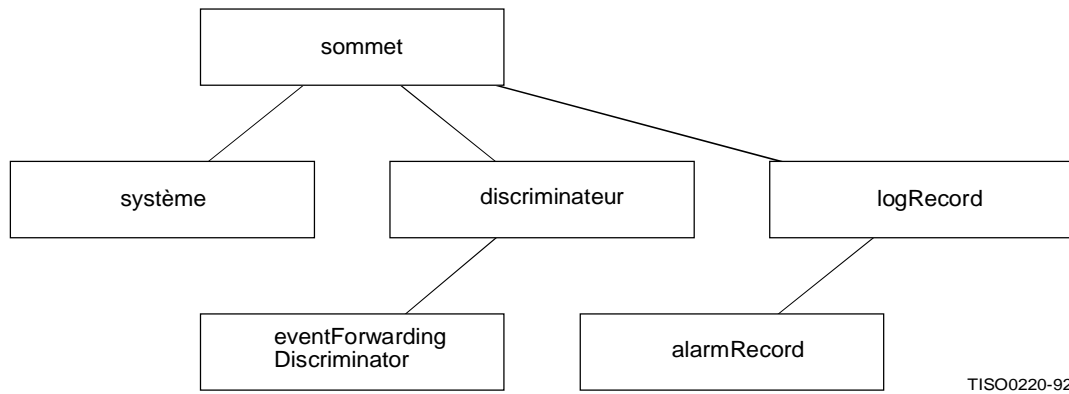 sommet
système
discriminateur
logRecord
eventForwarding
Discriminator
alarmRecord
TISO0220-92